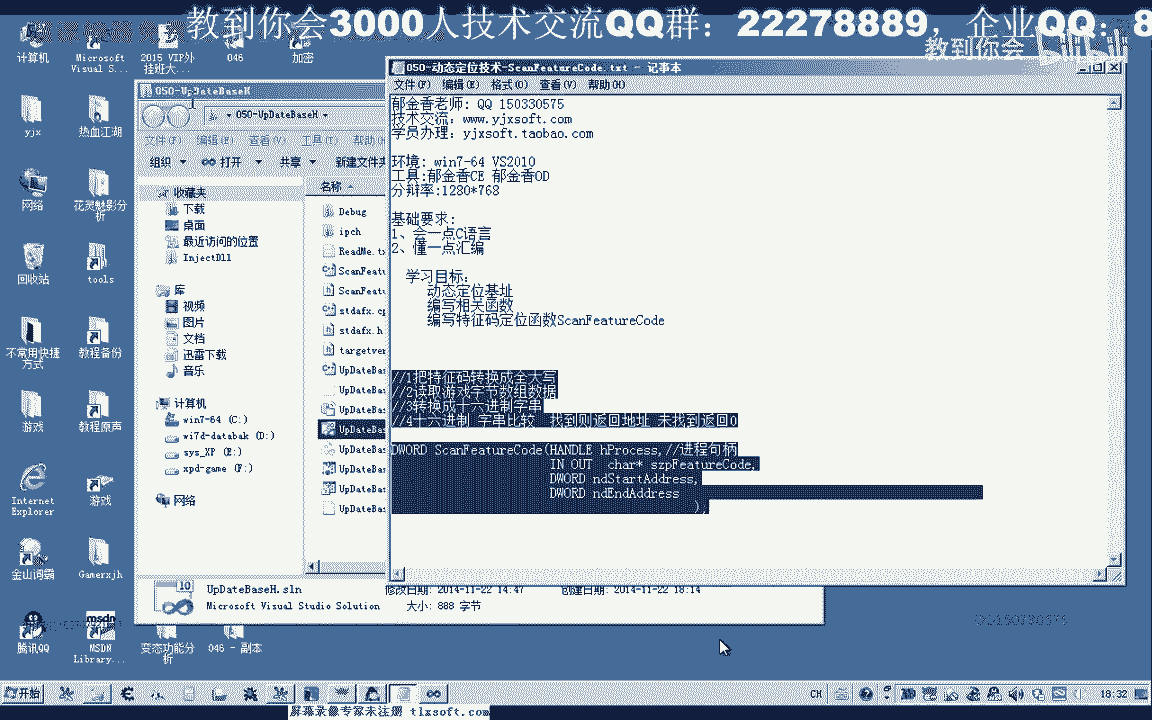 教到你会3000人技术交流QQ群：22278889，企业QQ：8
教到你会
bilibili
计算机
Microsoft Visual S...
2015 VIP外挂班大...
046
加密
yjx
热血江湖
网络
花灵魅影分析
回收站
tools
不常用快捷方式
教程备份
游戏
教程原声
Internet Explorer
游戏
金山词霸
Gamerxjh
腾讯QQ
MSDN Library...
变态功能分析
046 - 副本
050-UpDateBaseH
050-UpDateBaseH
文件(F) 编辑(E) 查看(V) 工具(T) 帮助(H)
组织 打开 共享 新建文件夹
收藏夹
下载
桌面
最近访问的位置
InjectDll
库
视频
图片
文档
迅雷下载
音乐
计算机
win7-64 (C:)
wi7d-databak (D:)
sys_XP (E:)
xpd-game (F:)
网络
名称
Debug
ipch
ReadMe.tx
ScanFeatu
ScanFeatu
stdafx.cp
stdafx.h
targetver
UpDateBas
UpDateBas
UpDateBas
UpDateBas
UpDateBas
UpDateBas
UpDateBas
UpDateBas
UpDateBaseH.sln
修改日期: 2014-11-22 14:47
创建日期: 2014-11-22 18:14
Microsoft Visual Studio Solution
大小: 888 字节
050-动态定位技术-ScanFeatureCode.txt - 记事本
文件(F) 编辑(E) 格式(O) 查看(V) 帮助(H)
郁金香老师: QQ 150330575
技术交流: www.yjxsoft.com
学员办理: yjxsoft.taobao.com
环境: win7-64 VS2010
工具:郁金香CE 郁金香OD
分辩率:1280*768
基础要求:
1、会一点C语言
2、懂一点汇编
学习目标:
动态定位基址
编写相关函数
编写特征码定位函数ScanFeatureCode
//1把特征码转换成全大写
//2读取游戏字节数组数据
//3转换成十六进制字串
//4十六进制 字串比较 找到则返回地址 未找到返回0
DWORD ScanFeatureCode(HANDLE hProcess,//进程句柄
IN OUT char* szpFeatureCode,
DWORD ndStartAddress,
DWORD ndEndAddress
);
开始
CH
18:32
屏幕录像专家未注册 tlxsoft.com